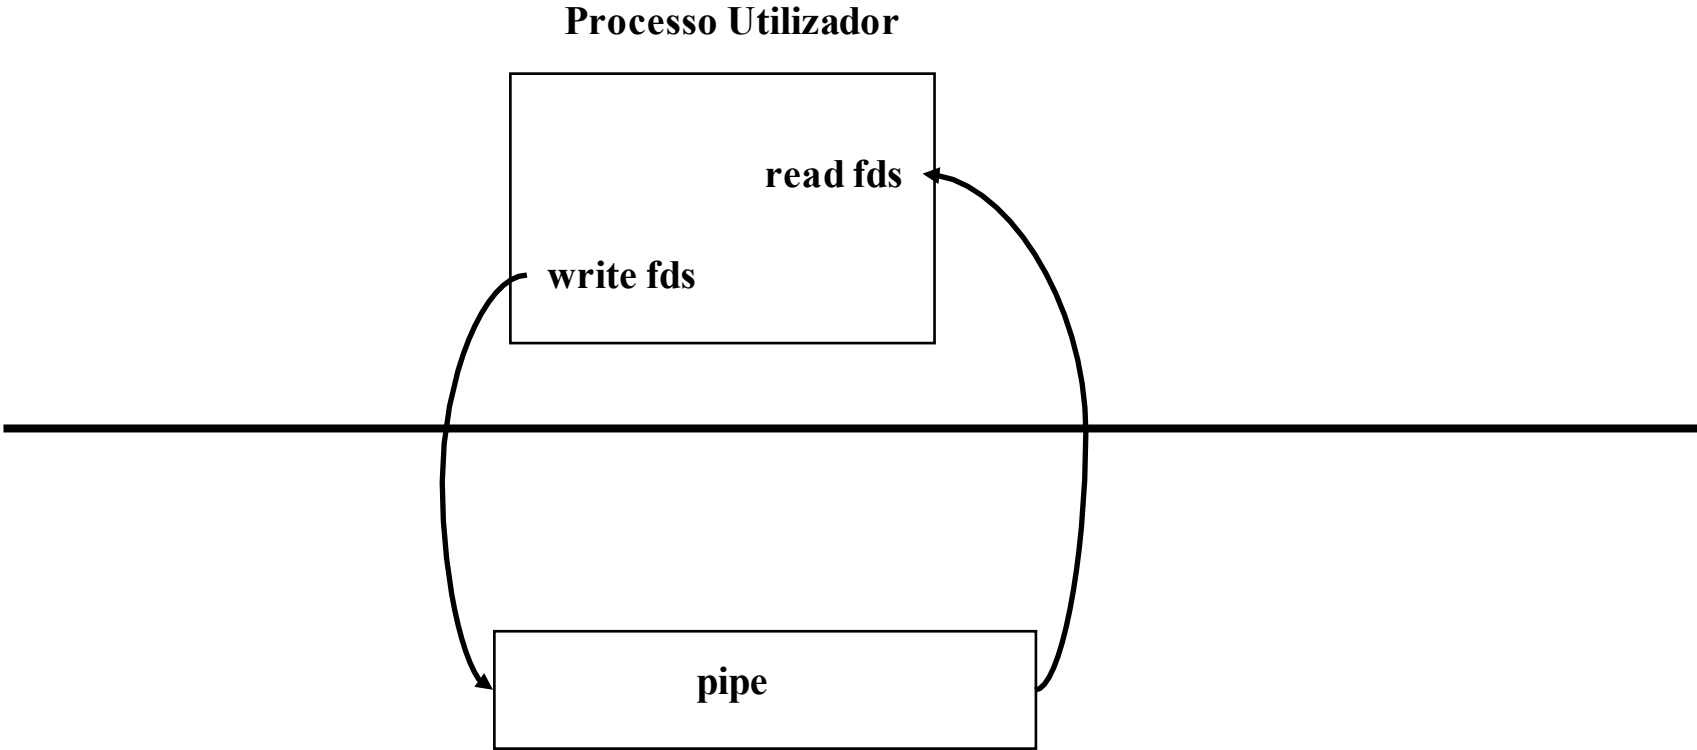 Processo Utilizador
read fds
write fds
pipe